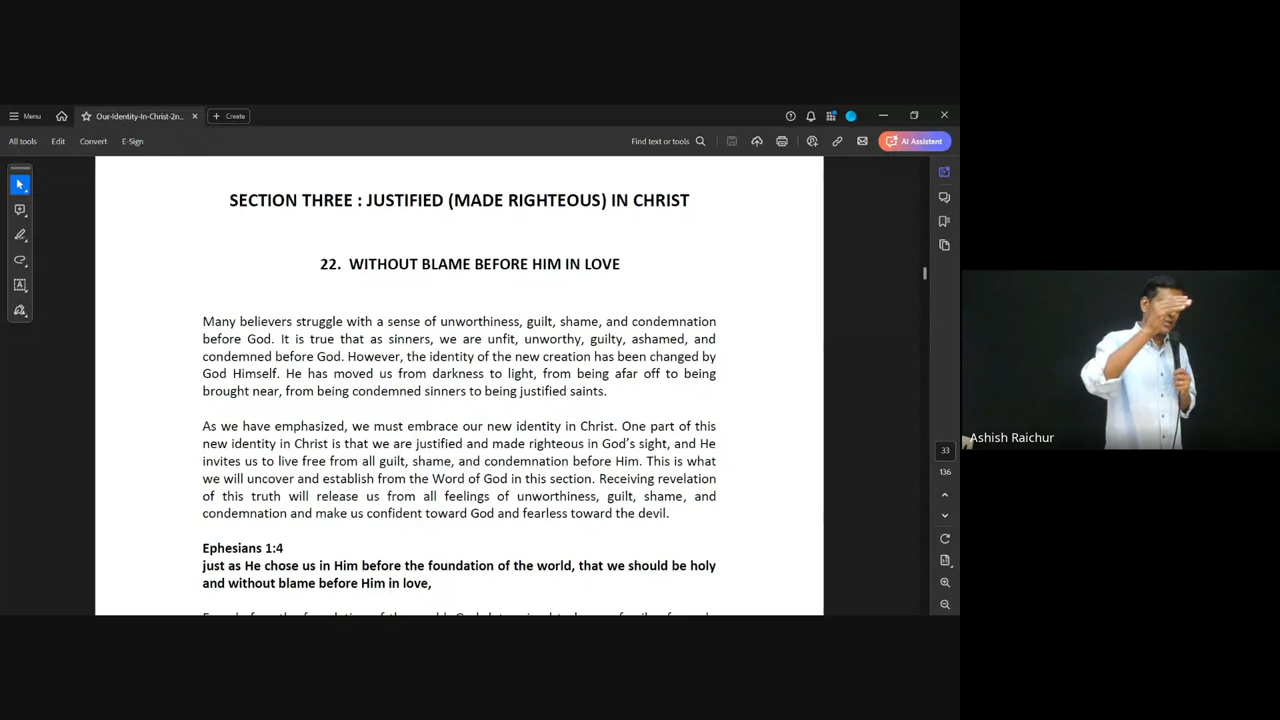 Menu
Our-Identity-In-Christ-2n...
Create
All tools
Edit
Convert
E-Sign
Find text or tools
AI Assistant
SECTION THREE : JUSTIFIED (MADE RIGHTEOUS) IN CHRIST
22. WITHOUT BLAME BEFORE HIM IN LOVE
Many believers struggle with a sense of unworthiness, guilt, shame, and condemnation
before God. It is true that as sinners, we are unfit, unworthy, guilty, ashamed, and
condemned before God. However, the identity of the new creation has been changed by
God Himself. He has moved us from darkness to light, from being afar off to being
brought near, from being condemned sinners to being justified saints.
As we have emphasized, we must embrace our new identity in Christ. One part of this
new identity in Christ is that we are justified and made righteous in God's sight, and He
invites us to live free from all guilt, shame, and condemnation before Him. This is what
we will uncover and establish from the Word of God in this section. Receiving revelation
of this truth will release us from all feelings of unworthiness, guilt, shame, and
condemnation and make us confident toward God and fearless toward the devil.
Ephesians 1:4
just as He chose us in Him before the foundation of the world, that we should be holy
and without blame before Him in love,
33
136
Ashish Raichur